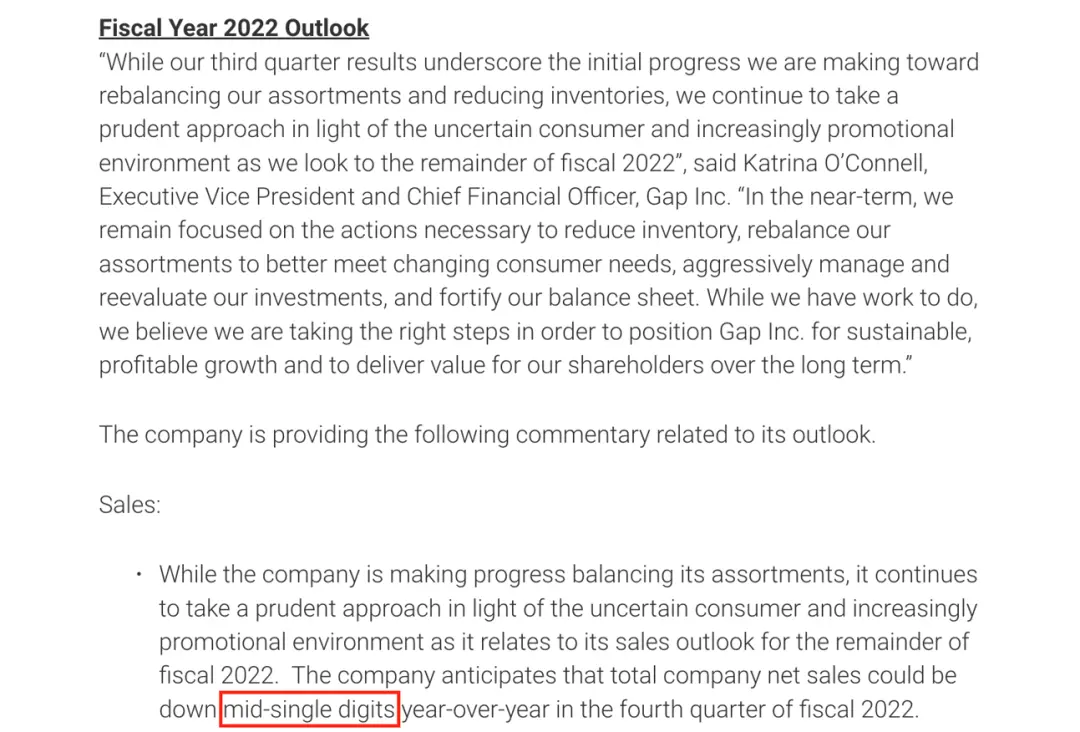 Fiscal Year 2022 Outlook
“While our third quarter results underscore the initial progress we are making toward
rebalancing our assortments and reducing inventories, we continue to take a
prudent approach in light of the uncertain consumer and increasingly promotional
environment as we look to the remainder of fiscal 2022”, said Katrina O’Connell,
Executive Vice President and Chief Financial Officer, Gap Inc. “In the near-term, we
remain focused on the actions necessary to reduce inventory, rebalance our
assortments to better meet changing consumer needs, aggressively manage and
reevaluate our investments, and fortify our balance sheet. While we have work to do,
we believe we are taking the right steps in order to position Gap Inc. for sustainable,
profitable growth and to deliver value for our shareholders over the long term.”
The company is providing the following commentary related to its outlook.
Sales:
• While the company is making progress balancing its assortments, it continues
to take a prudent approach in light of the uncertain consumer and increasingly
promotional environment as it relates to its sales outlook for the remainder of
fiscal 2022.  The company anticipates that total company net sales could be
down mid-single digits year-over-year in the fourth quarter of fiscal 2022.